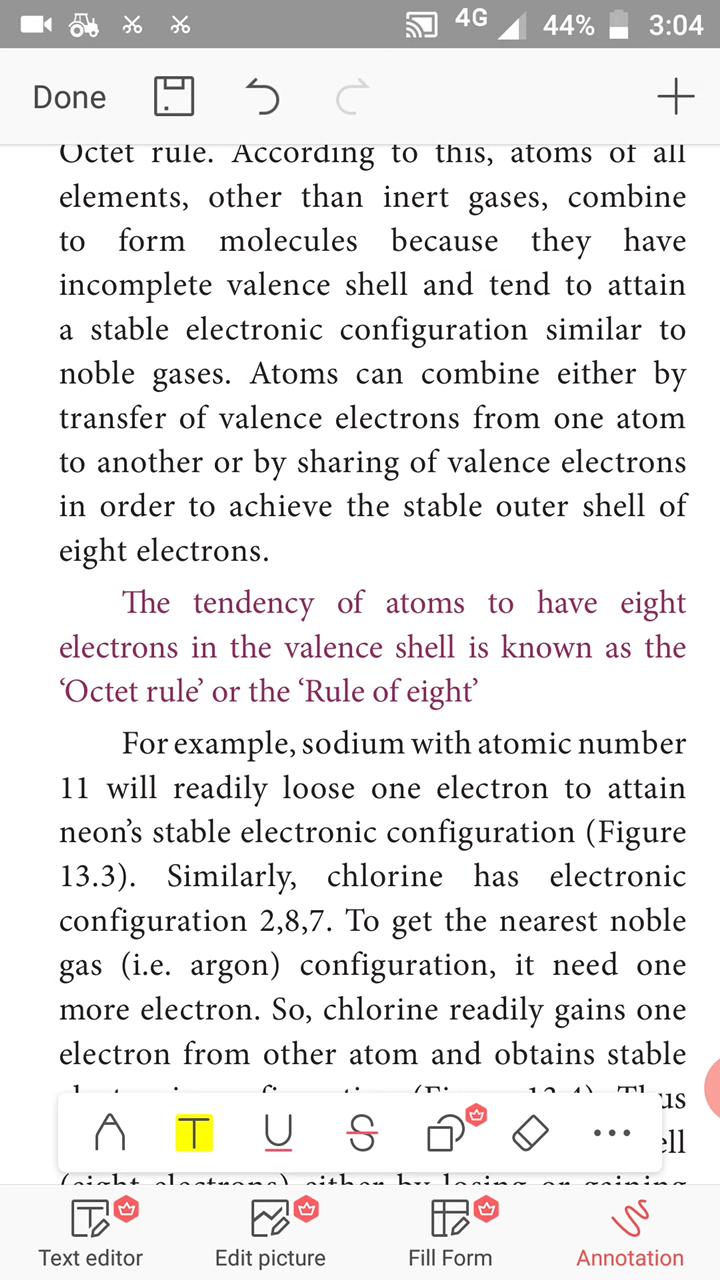 4G 44% 3:04
Done
Octet rule. According to this, atoms of all
elements, other than inert gases, combine
to form molecules because they have
incomplete valence shell and tend to attain
a stable electronic configuration similar to
noble gases. Atoms can combine either by
transfer of valence electrons from one atom
to another or by sharing of valence electrons
in order to achieve the stable outer shell of
eight electrons.
The tendency of atoms to have eight
electrons in the valence shell is known as the
‘Octet rule’ or the ‘Rule of eight’
For example, sodium with atomic number
11 will readily loose one electron to attain
neon’s stable electronic configuration (Figure
13.3). Similarly, chlorine has electronic
configuration 2,8,7. To get the nearest noble
gas (i.e. argon) configuration, it need one
more electron. So, chlorine readily gains one
electron from other atom and obtains stable
(eight electrons) either by losing or gaining
Text editor Edit picture Fill Form Annotation